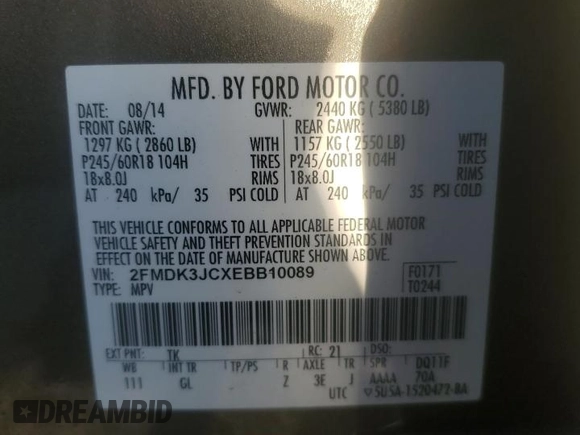 MFD. BY FORD MOTOR CO.
DATE: 08/14 GVWR: 2440 KG ( 5380 LB)
FRONT GAWR: REAR GAWR:
1297 KG ( 2860 LB) WITH 1157 KG ( 2550 LB) WITH
P245/60R18 104H TIRES P245/60R18 104H TIRES
18x8.0J RIMS 18x8.0J RIMS
AT 240 kPa/ 35 PSI COLD AT 240 kPa/ 35 PSI COLD
THIS VEHICLE CONFORMS TO ALL APPLICABLE FEDERAL MOTOR
VEHICLE SAFETY AND THEFT PREVENTION STANDARDS IN
EFFECT ON THE DATE OF MANUFACTURE SHOWN ABOVE.
VIN: 2FMDK3JCXEBB10089 F0171
TYPE: MPV T0244
EXT PNT: TK RC: 21 DSO:
WB INT TR TP/PS R AXLE TR SPR DQ11F
111 GL Z 3E J AAAA 70A
UTC 5U5A-1520472-BA
DREAMBID